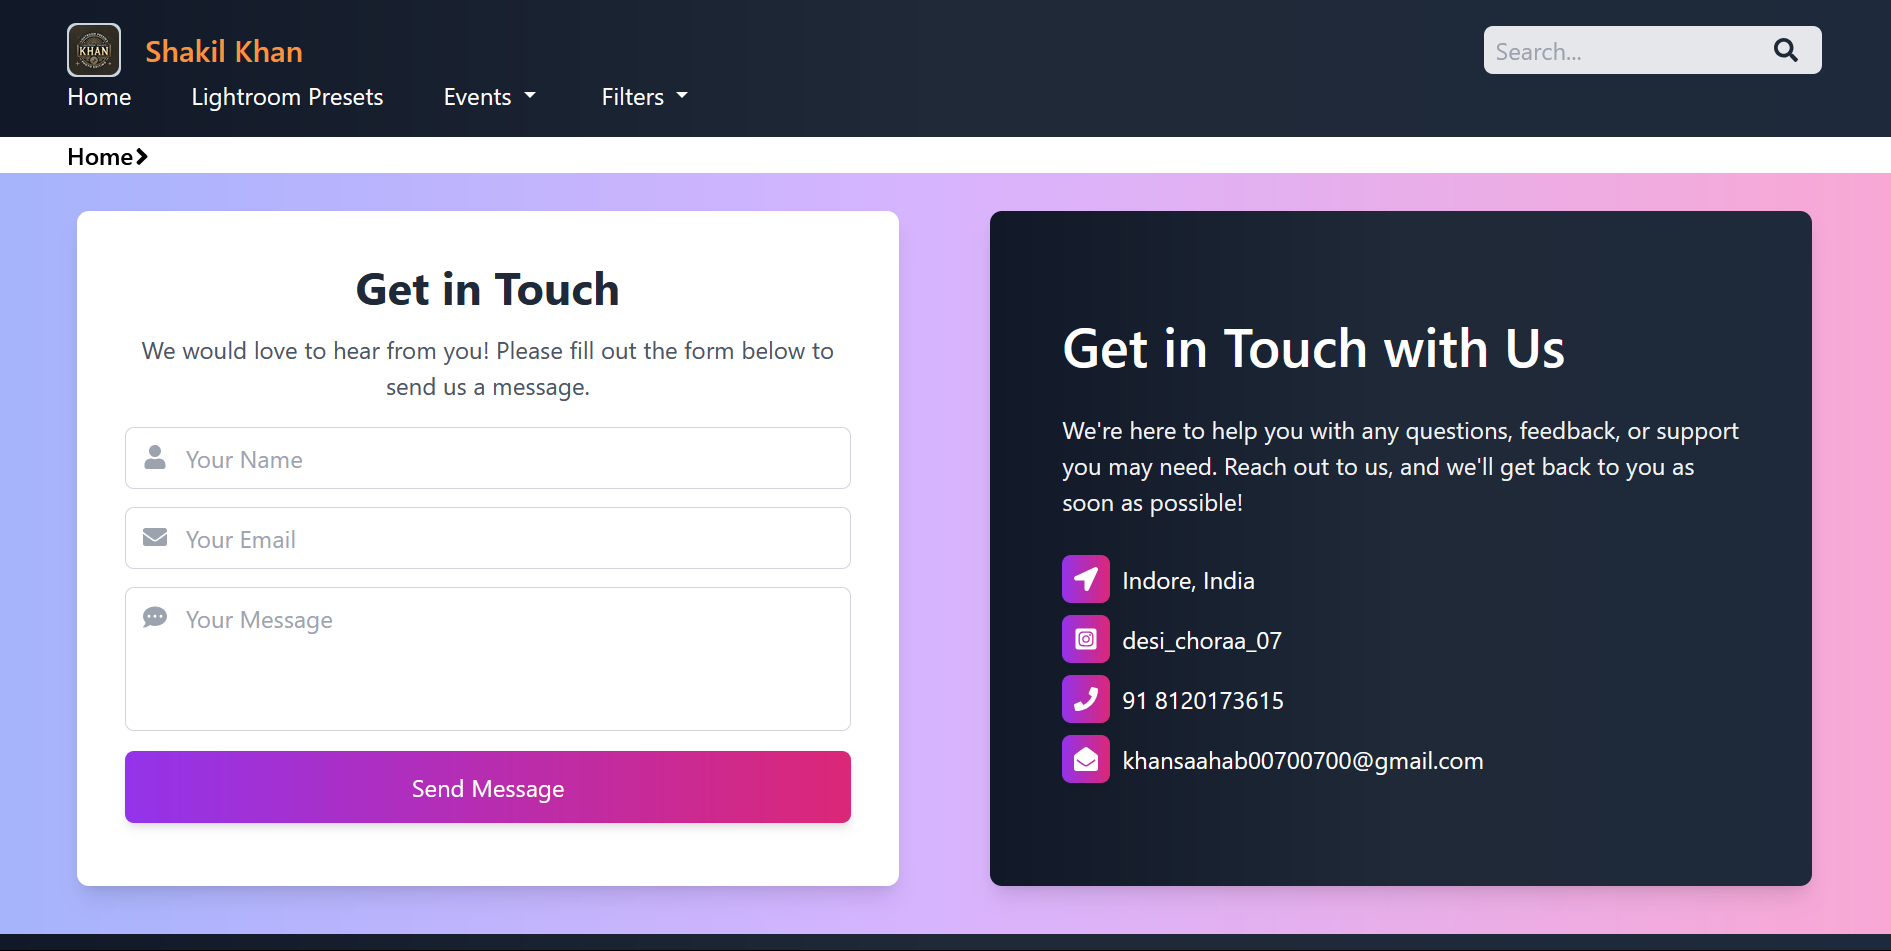 KHAN
Shakil Khan
Search...
Home Lightroom Presets Events Filters
Home
Get in Touch
We would love to hear from you! Please fill out the form below to
send us a message.
Your Name
Your Email
Your Message
Send Message
Get in Touch with Us
We're here to help you with any questions, feedback, or support
you may need. Reach out to us, and we'll get back to you as
soon as possible!
Indore, India
desi_choraa_07
91 8120173615
khansaahab00700700@gmail.com